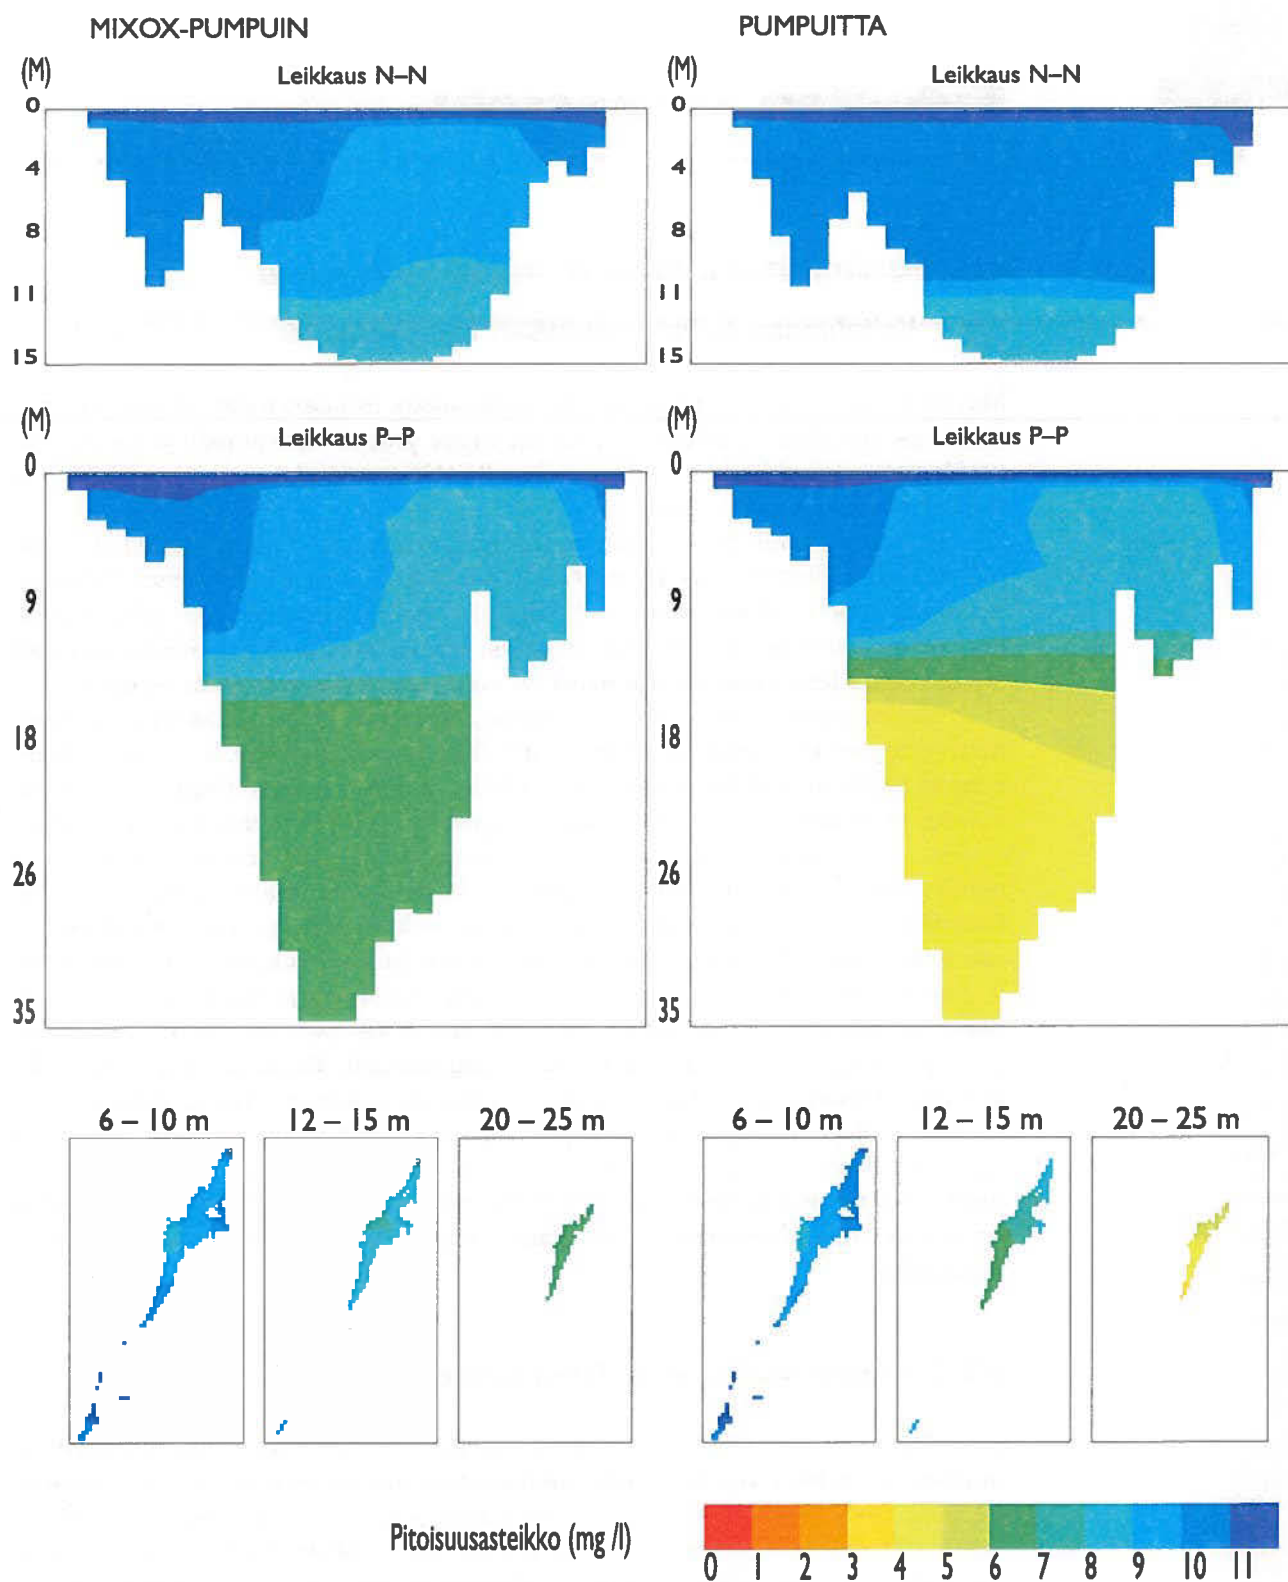 MIXOX-PUMPUIN
PUMPUITTA
(M)
Leikkaus N–N
0
4
8
11
15
(M)
Leikkaus N–N
0
4
8
11
15
(M)
Leikkaus P–P
0
9
18
26
35
(M)
Leikkaus P–P
0
9
18
26
35
6 – 10 m
12 – 15 m
20 – 25 m
6 – 10 m
12 – 15 m
20 – 25 m
Pitoisuusasteikko (mg /l)
0 1 2 3 4 5 6 7 8 9 10 11